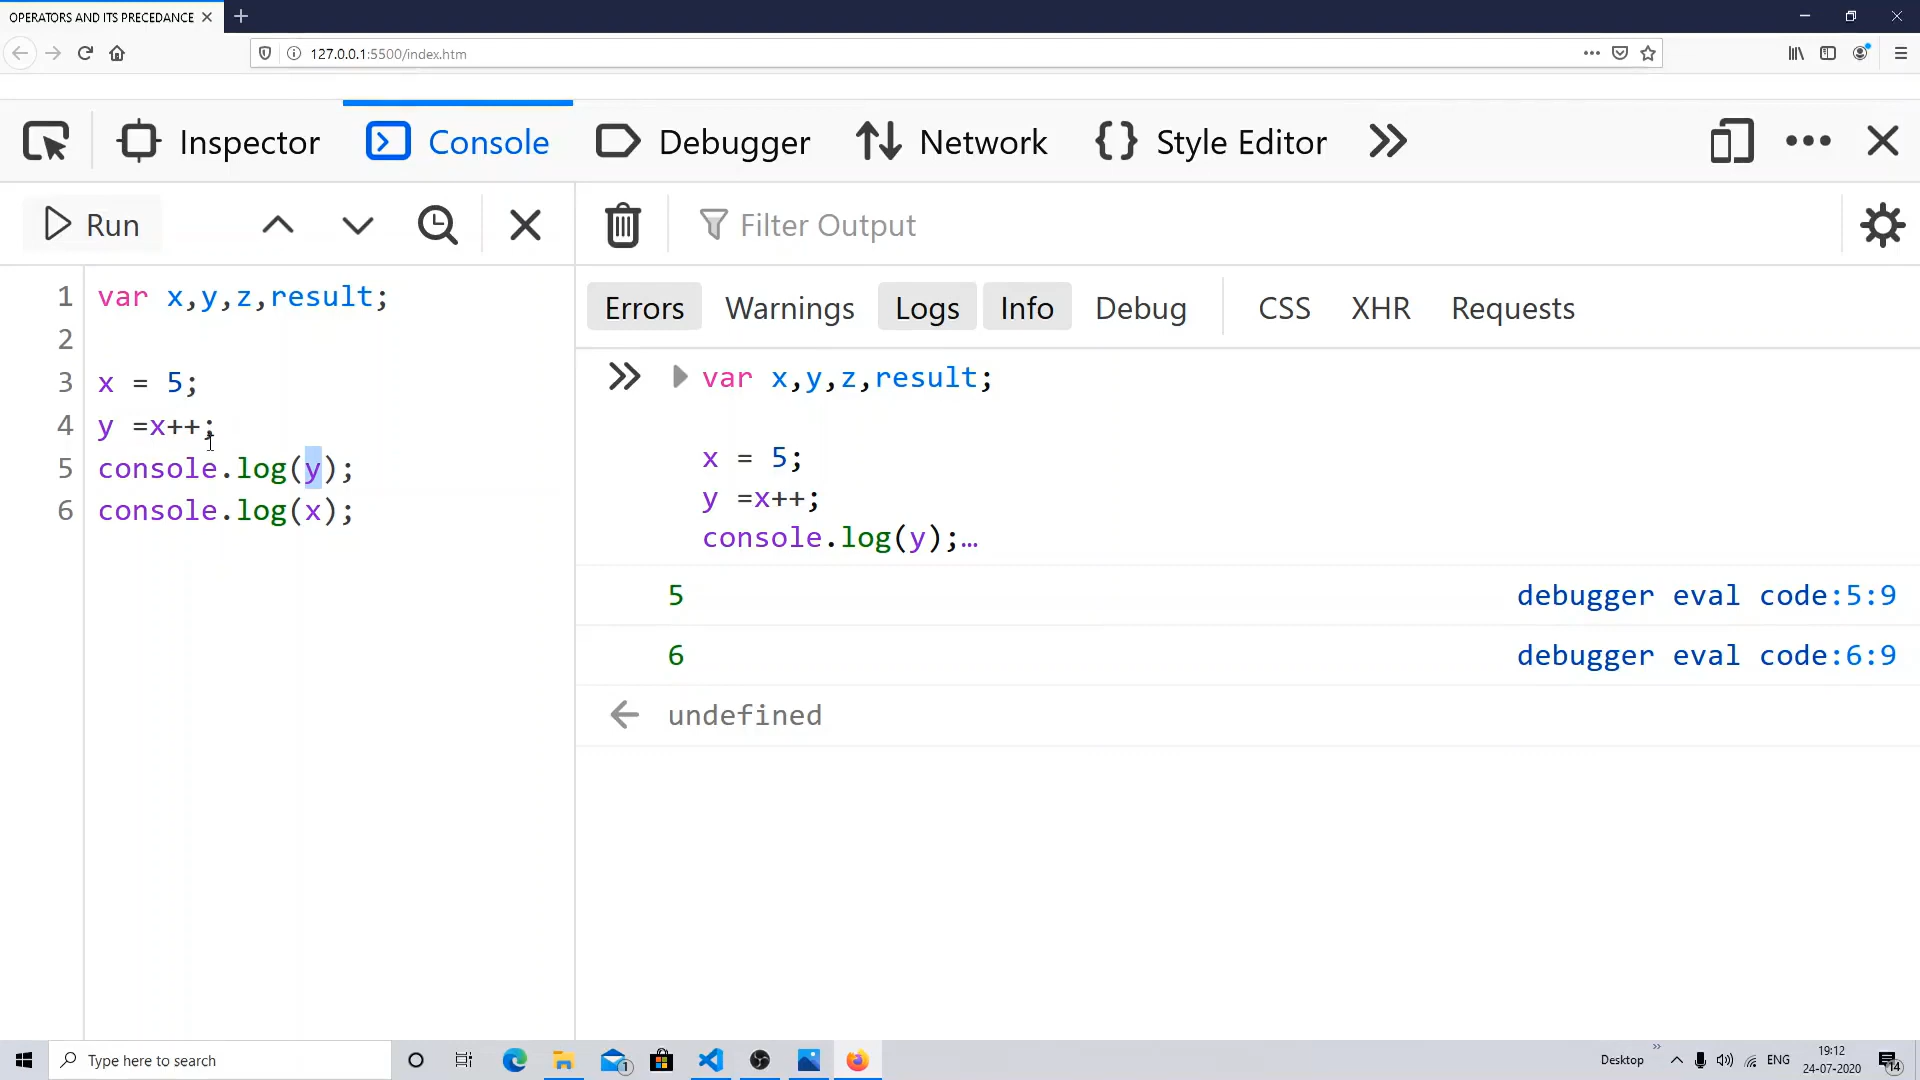 OPERATORS AND ITS PRECEDANCE
127.0.0.1:5500/index.htm
Inspector Console Debugger Network Style Editor
Run
Filter Output
Errors Warnings Logs Info Debug CSS XHR Requests
1 var x,y,z,result;
2
3 x = 5;
4 y =x++;
5 console.log(y);
6 console.log(x);
var x,y,z,result;
x = 5;
y =x++;
console.log(y);…
5 debugger eval code:5:9
6 debugger eval code:6:9
undefined
Type here to search
1
Desktop
ENG
19:12
24-07-2020
14